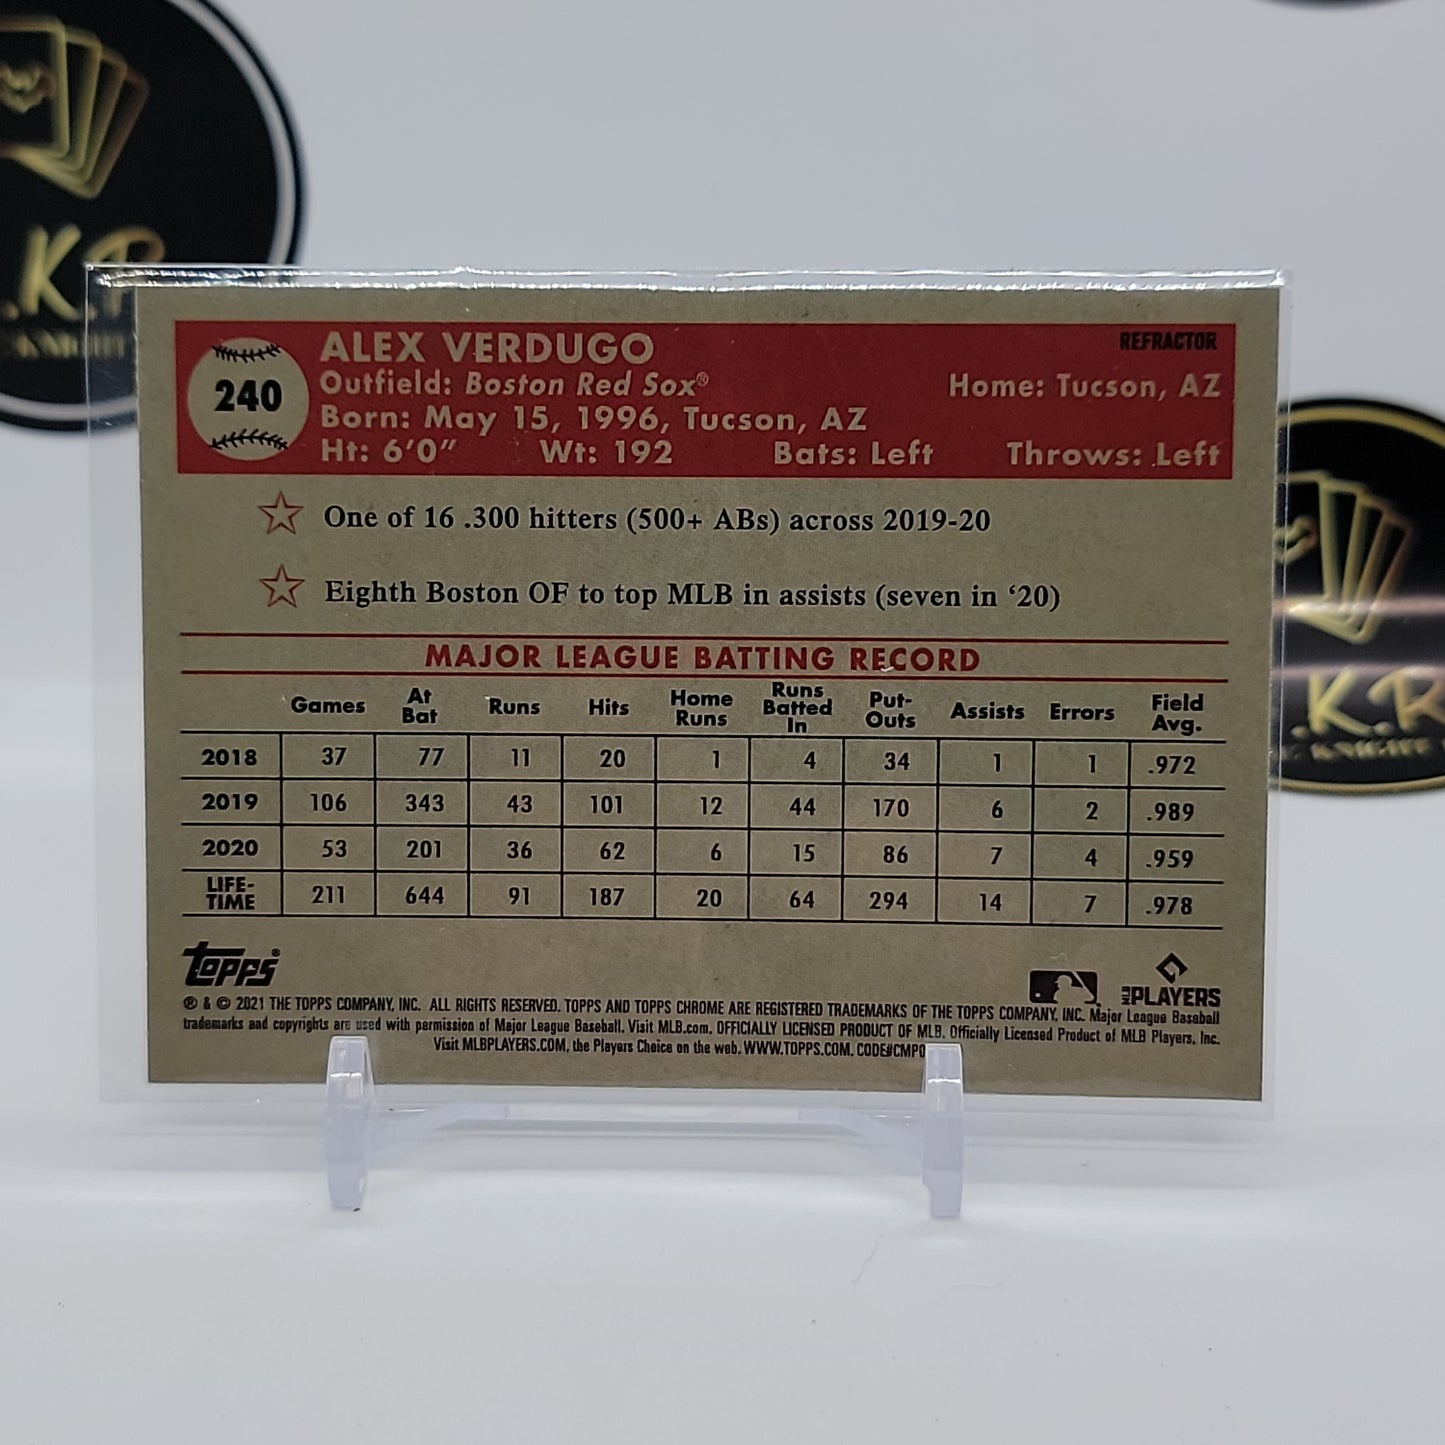 .K.R
REFRACTOR
240
ALEX VERDUGO
Outfield: Boston Red Sox®
Home: Tucson, AZ
Born: May 15, 1996, Tucson, AZ
Ht: 6'0" Wt: 192 Bats: Left Throws: Left
One of 16 .300 hitters (500+ ABs) across 2019-20
Eighth Boston OF to top MLB in assists (seven in ‘20)
MAJOR LEAGUE BATTING RECORD
Games At Bat Runs Hits Home Runs Runs Batted In Put-Outs Assists Errors Field Avg.
2018 37 77 11 20 1 4 34 1 1 .972
2019 106 343 43 101 12 44 170 6 2 .989
2020 53 201 36 62 6 15 86 7 4 .959
LIFE-TIME 211 644 91 187 20 64 294 14 7 .978
topps®
MLB PLAYERS
® & © 2021 THE TOPPS COMPANY, INC. ALL RIGHTS RESERVED. TOPPS AND TOPPS CHROME ARE REGISTERED TRADEMARKS OF THE TOPPS COMPANY, INC. Major League Baseball
trademarks and copyrights are used with permission of Major League Baseball. Visit MLB.com. OFFICIALLY LICENSED PRODUCT OF MLB. Officially Licensed Product of MLB Players, Inc.
Visit MLBPLAYERS.COM, the Players Choice on the web. WWW.TOPPS.COM. CODE#CMP0
.K.R
KNIGHT